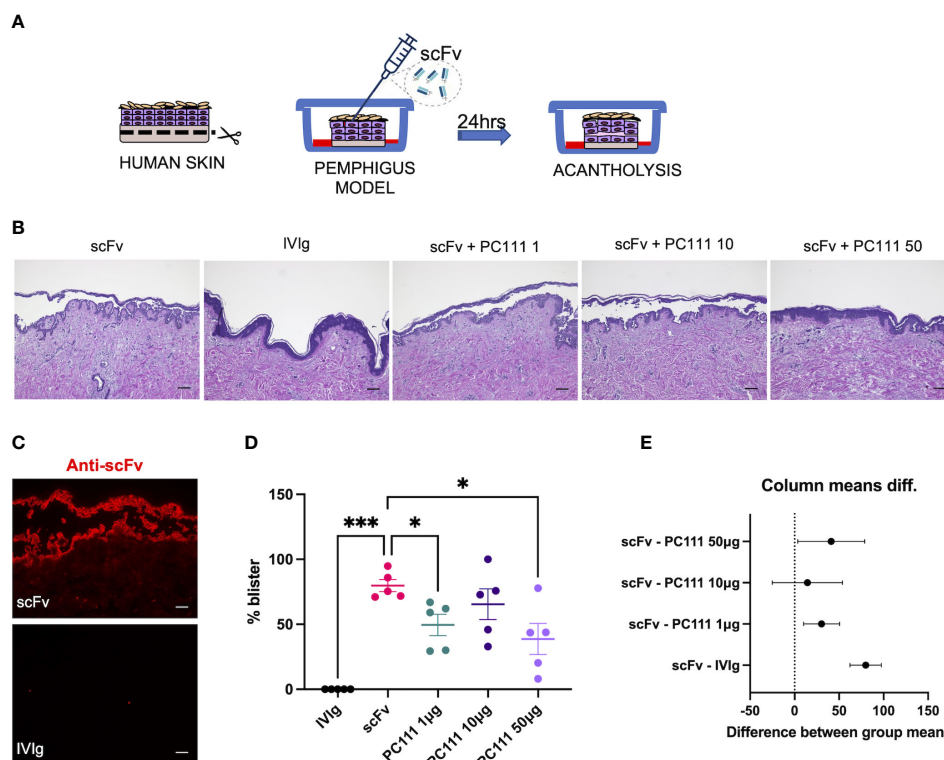 A
scFv
24hrs
HUMAN SKIN
PEMPHIGUS
MODEL
ACANTHOLYSIS
B
scFv
IVIg
scFv + PC111 1
scFv + PC111 10
scFv + PC111 50
C
Anti-scFv
scFv
IVIg
D
150
100
50
0
% blister
***
*
*
IVIg
scFv
PC111 1µg
PC111 10µg
PC111 50µg
E
Column means diff.
scFv - PC111 50µg
scFv - PC111 10µg
scFv - PC111 1µg
scFv - IVIg
-50
0
50
100
150
Difference between group mean